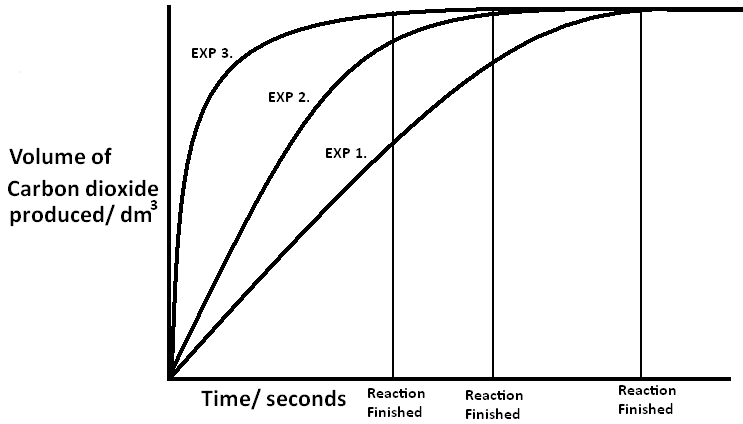 EXP 3.
EXP 2.
EXP 1.
Volume of
Carbon dioxide
produced/ dm³
Time/ seconds
Reaction
Finished
Reaction
Finished
Reaction
Finished